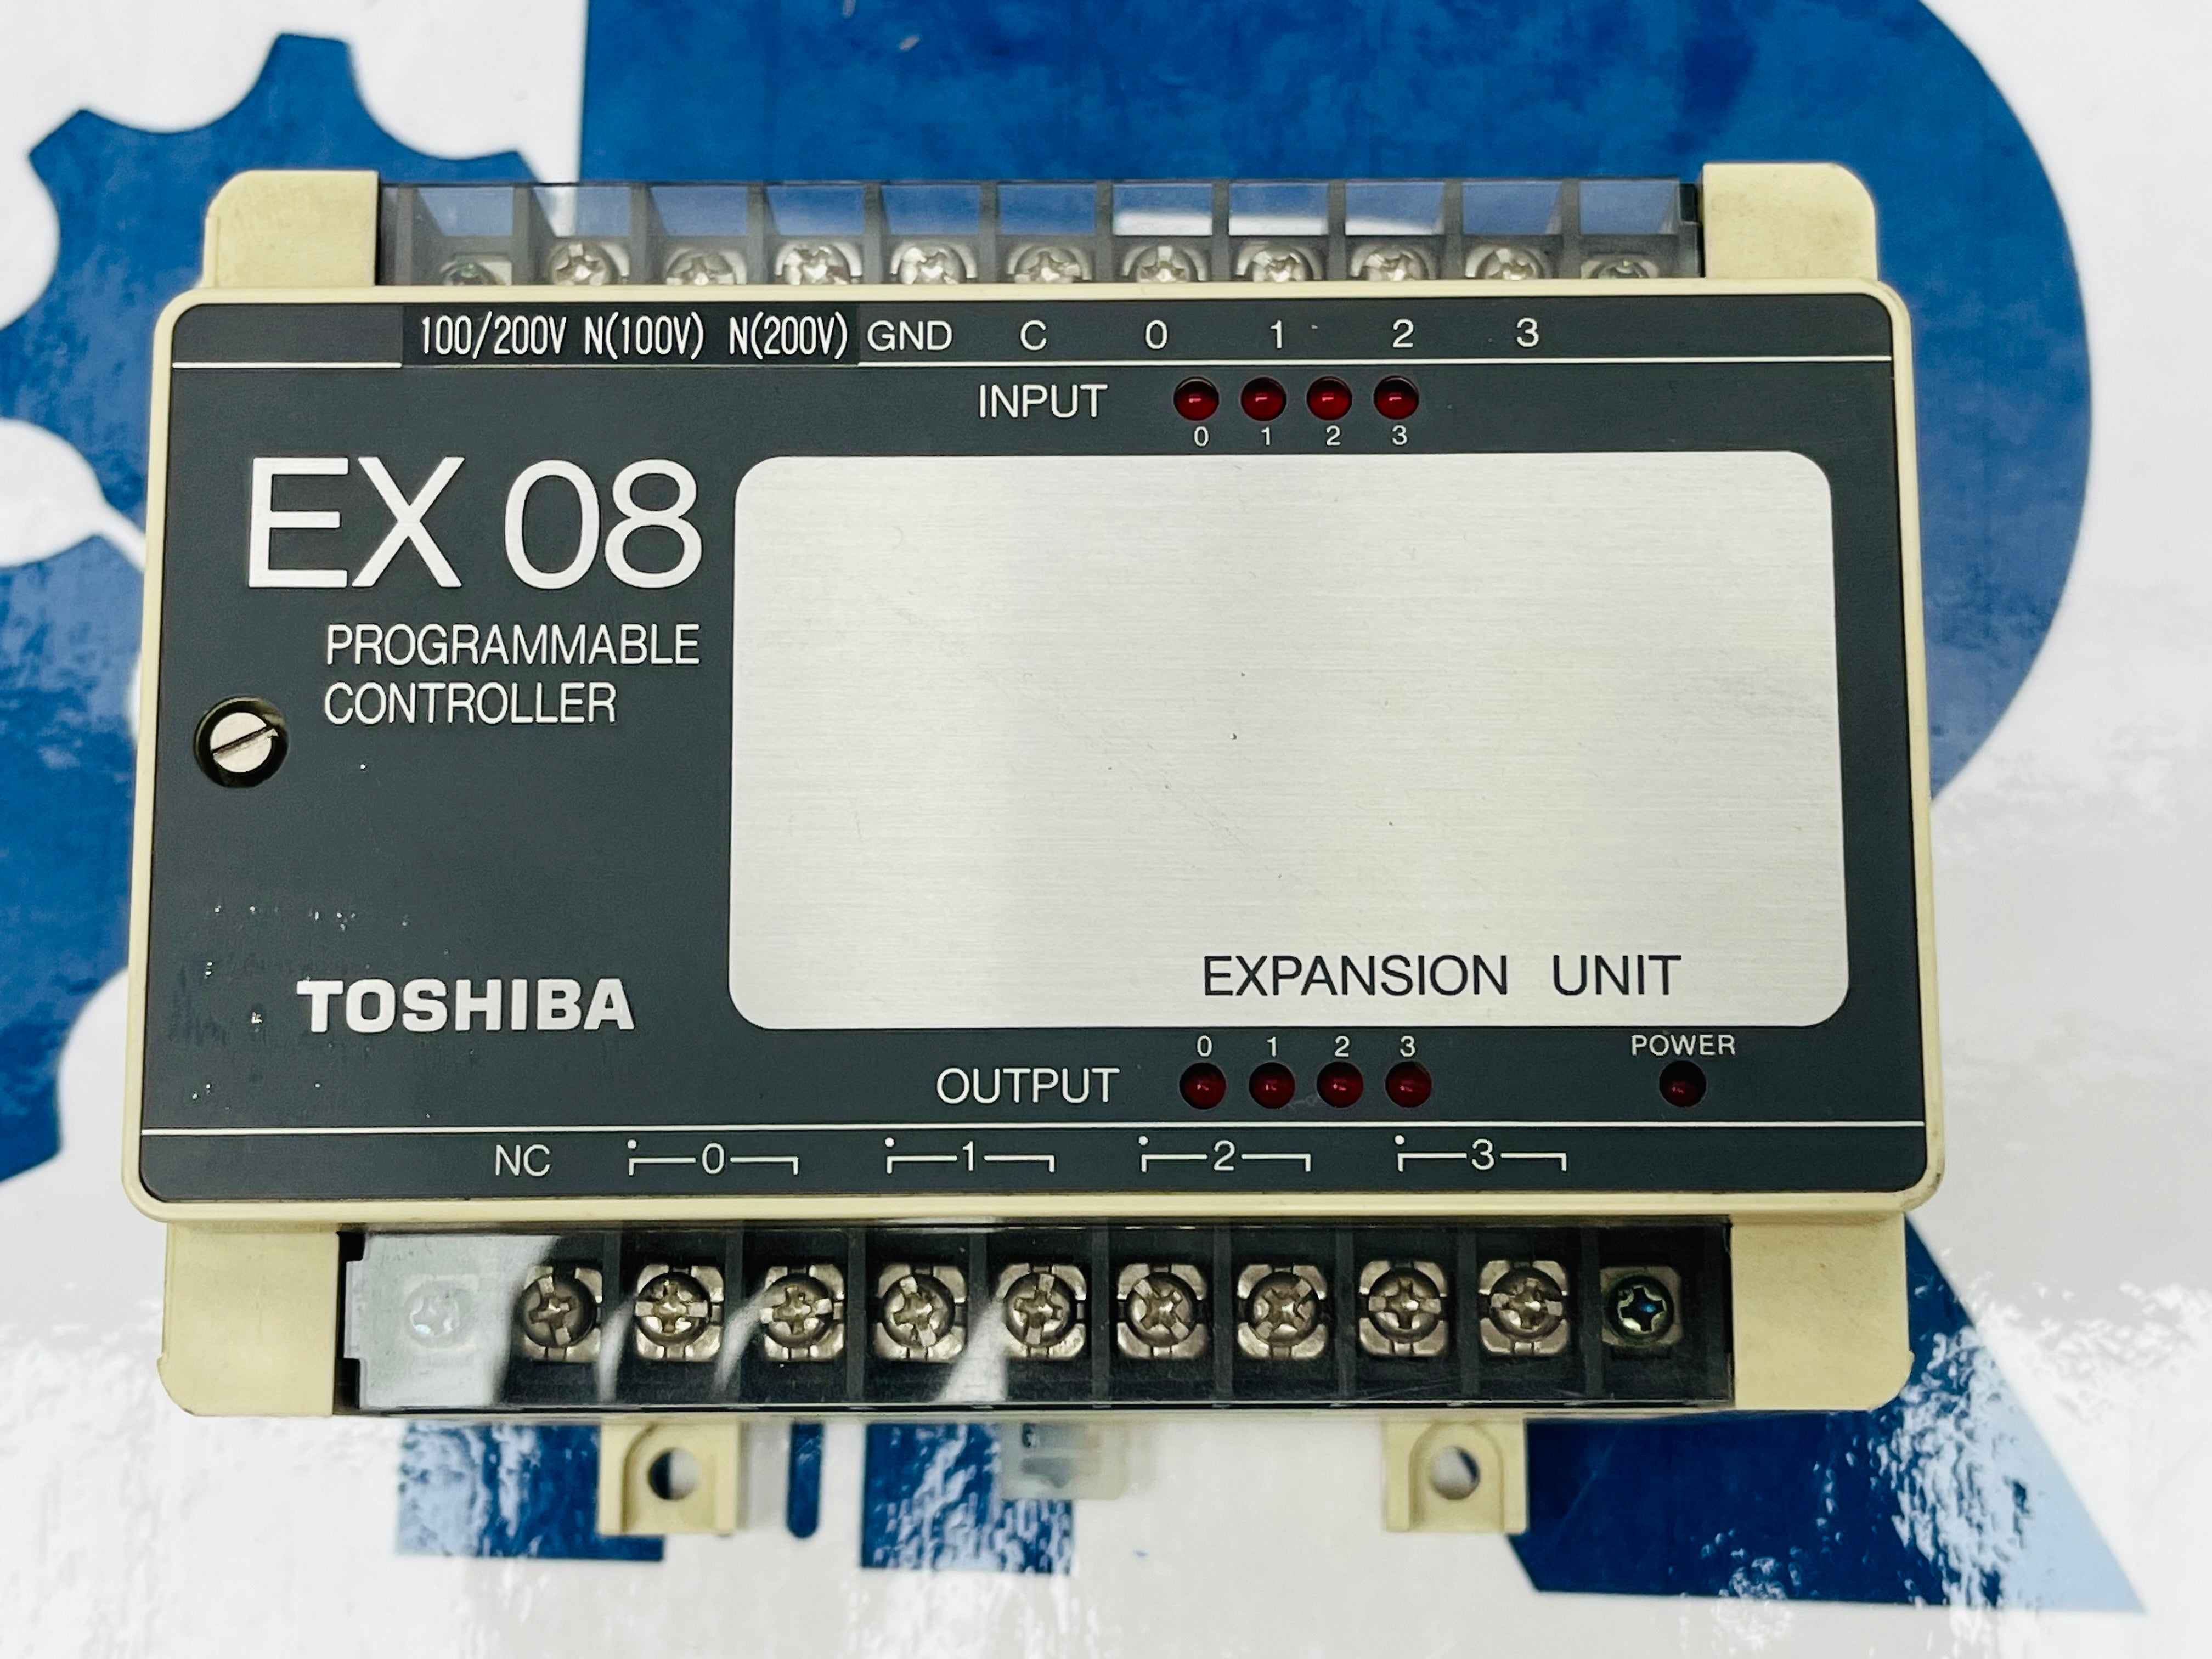 100/200V N(100V) N(200V) GND C 0 1 2 3
INPUT
0 1 2 3
EX 08
PROGRAMMABLE
CONTROLLER
EXPANSION UNIT
TOSHIBA
0 1 2 3 POWER
OUTPUT
NC 0 1 2 3